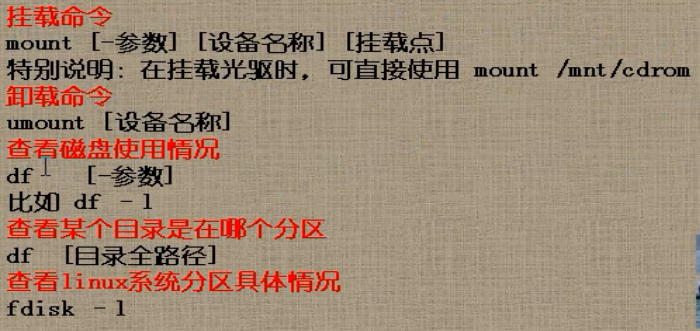 挂载命令
mount [-参数] [设备名称] [挂载点]
特别说明: 在挂载光驱时, 可直接使用 mount /mnt/cdrom
卸载命令
umount [设备名称]
查看磁盘使用情况
df [-参数]
比如 df -l
查看某个目录是在哪个分区
df [目录全路径]
查看linux系统分区具体情况
fdisk -l